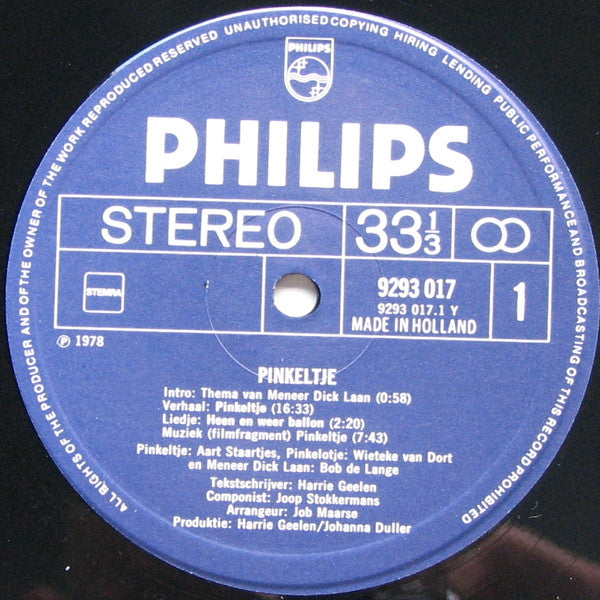 ALL RIGHTS OF THE PRODUCER AND OF THE OWNER OF THE WORK REPRODUCED RESERVED UNAUTHORISED COPYING HIRING LENDING PUBLIC PERFORMANCE AND BROADCASTING OF THIS RECORD PROHIBITED
PHILIPS
PHILIPS
STEREO 33⅓
STEMRA
9293 017
9293 017.1 Y
MADE IN HOLLAND
1
℗ 1978
PINKELTJE
Intro: Thema van Meneer Dick Laan (0:58)
Verhaal: Pinkeltje (16:33)
Liedje: Heen en weer ballon (2:20)
Muziek (filmfragment) Pinkeltje (7:43)
Pinkeltje: Aart Staartjes, Pinkelotje: Wieteke van Dort
en Meneer Dick Laan: Bob de Lange
Tekstschrijver: Harrie Geelen
Componist: Joop Stokkermans
Arrangeur: Job Maarse
Produktie: Harrie Geelen/Johanna Duller